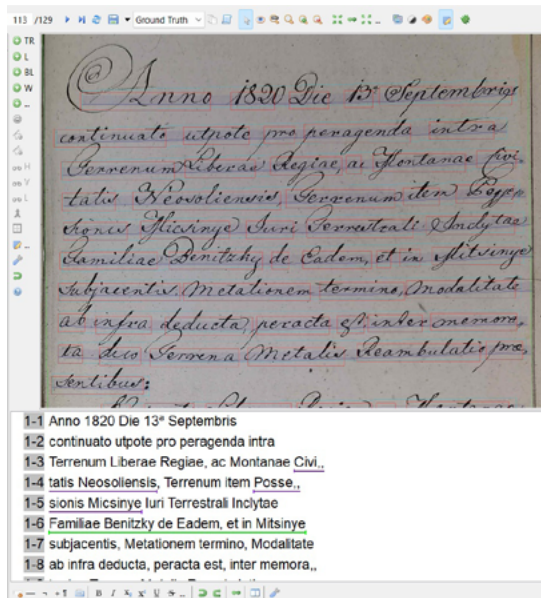 113 /129 Ground Truth
TR
L
BL
W
H
V
L
Anno 1820 Die 13ᵃ Septembris
continuato utpote pro peragenda intra
Terrenum Liberae Regiae, ac Montanae Civi„
tatis Neosoliensis, Terrenum item Posse„
sionis Micsinye Iuri Terrestrali Inclytae
Familiae Benitzky de Eadem, et in Mitsinye
subjacentis, Metationem termino, Modalitate
ab infra deducta, peracta est, inter memora„
ta dico Terrena Metalis Reambulatio præ„
sentibus:
1-1 Anno 1820 Die 13ᵃ Septembris
1-2 continuato utpote pro peragenda intra
1-3 Terrenum Liberae Regiae, ac Montanae Civi,,
1-4 tatis Neosoliensis, Terrenum item Posse,,
1-5 sionis Micsinye Iuri Terrestrali Inclytae
1-6 Familiae Benitzky de Eadem, et in Mitsinye
1-7 subjacentis, Metationem termino, Modalitate
1-8 ab infra deducta, peracta est, inter memora,,